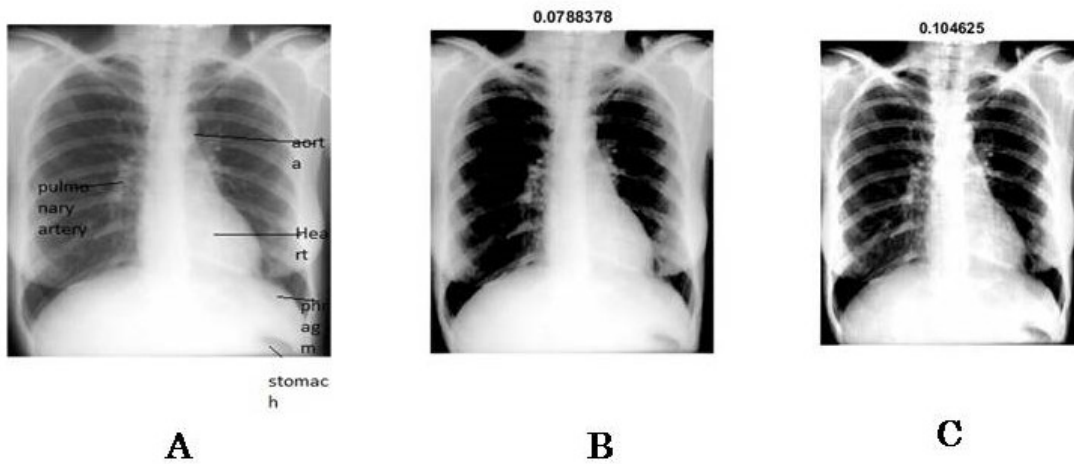 0.0788378
0.104625
aort
a
pulmo
nary
artery
Hea
rt
phr
ag
m
stomac
h
A
B
C